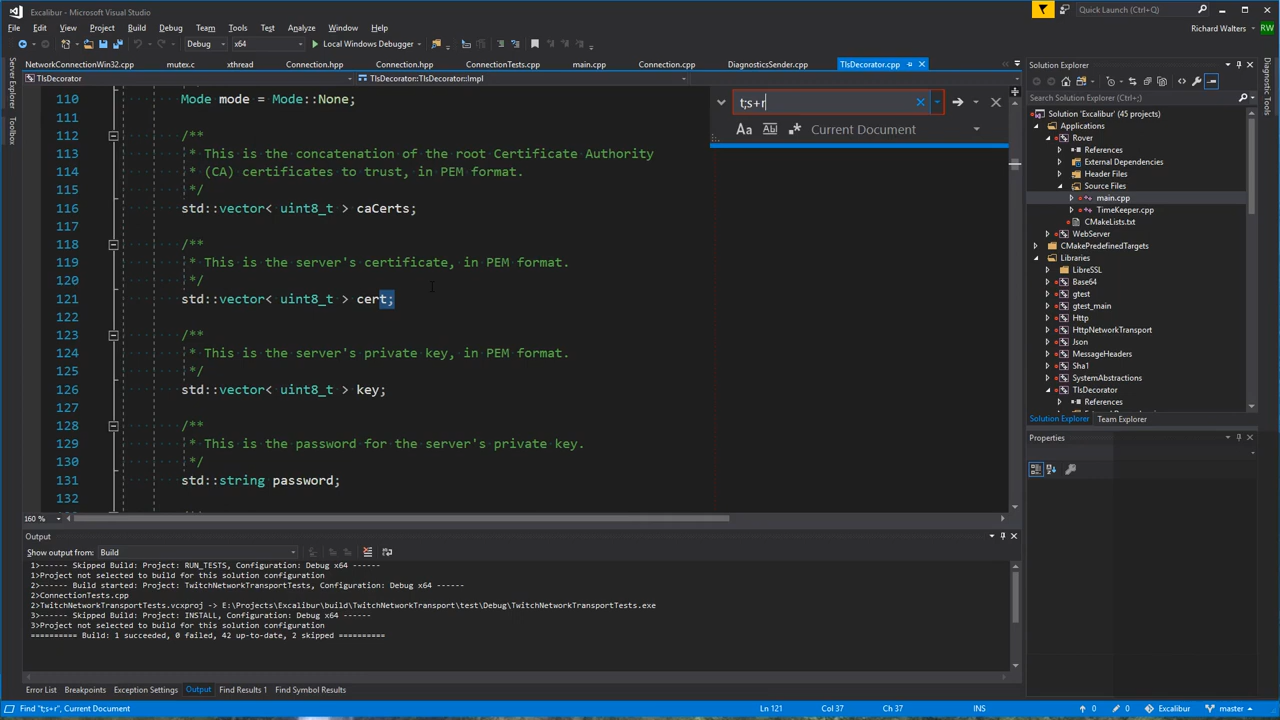 Excalibur - Microsoft Visual Studio
Quick Launch (Ctrl+Q)
File Edit View Project Build Debug Team Tools Test Analyze Window Help
Richard Walters RW
Debug x64 Local Windows Debugger
Server Explorer
Toolbox
NetworkConnectionWin32.cpp mutex.c xthread Connection.hpp Connection.hpp ConnectionTests.cpp main.cpp Connection.cpp DiagnosticsSender.cpp TlsDecorator.cpp
TlsDecorator TlsDecorator::TlsDecorator::Impl
t;s+r
Aa Ab Current Document
110 Mode mode = Mode::None;
111
112 /**
113 * This is the concatenation of the root Certificate Authority
114 * (CA) certificates to trust, in PEM format.
115 */
116 std::vector< uint8_t > caCerts;
117
118 /**
119 * This is the server's certificate, in PEM format.
120 */
121 std::vector< uint8_t > cert;
122
123 /**
124 * This is the server's private key, in PEM format.
125 */
126 std::vector< uint8_t > key;
127
128 /**
129 * This is the password for the server's private key.
130 */
131 std::string password;
132
160 %
Output
Show output from: Build
1>------ Skipped Build: Project: RUN_TESTS, Configuration: Debug x64 ------
1>Project not selected to build for this solution configuration
2>------ Build started: Project: TwitchNetworkTransportTests, Configuration: Debug x64 ------
2>ConnectionTests.cpp
2>TwitchNetworkTransportTests.vcxproj -> E:\Projects\Excalibur\build\TwitchNetworkTransport\test\Debug\TwitchNetworkTransportTests.exe
3>------ Skipped Build: Project: INSTALL, Configuration: Debug x64 ------
3>Project not selected to build for this solution configuration
========== Build: 1 succeeded, 0 failed, 42 up-to-date, 2 skipped ==========
Error List Breakpoints Exception Settings Output Find Results 1 Find Symbol Results
Find "t;s+r" Ln 121 Col 37 Ch 37 INS 0 0 Excalibur master
Solution Explorer
Search Solution Explorer (Ctrl+;)
Solution 'Excalibur' (45 projects)
Applications
Rover
References
External Dependencies
Header Files
Source Files
main.cpp
TimeKeeper.cpp
CMakeLists.txt
WebServer
CMakePredefinedTargets
Libraries
LibreSSL
Base64
gtest
gtest_main
Http
HttpNetworkTransport
Json
MessageHeaders
Sha1
SystemAbstractions
TlsDecorator
References
Solution Explorer Team Explorer
Properties
Diagnostic Tools